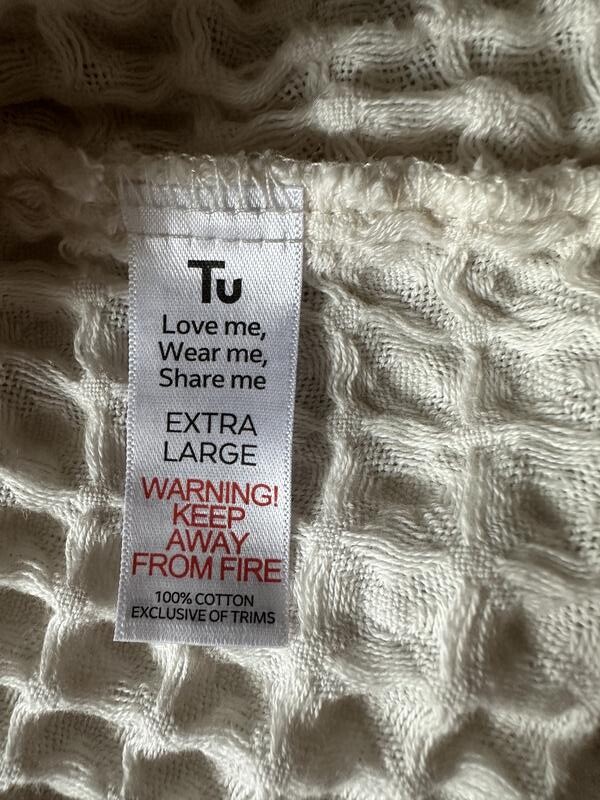 Tu
Love me,
Wear me,
Share me
EXTRA
LARGE
WARNING!
KEEP
AWAY
FROM FIRE
100% COTTON
EXCLUSIVE OF TRIMS